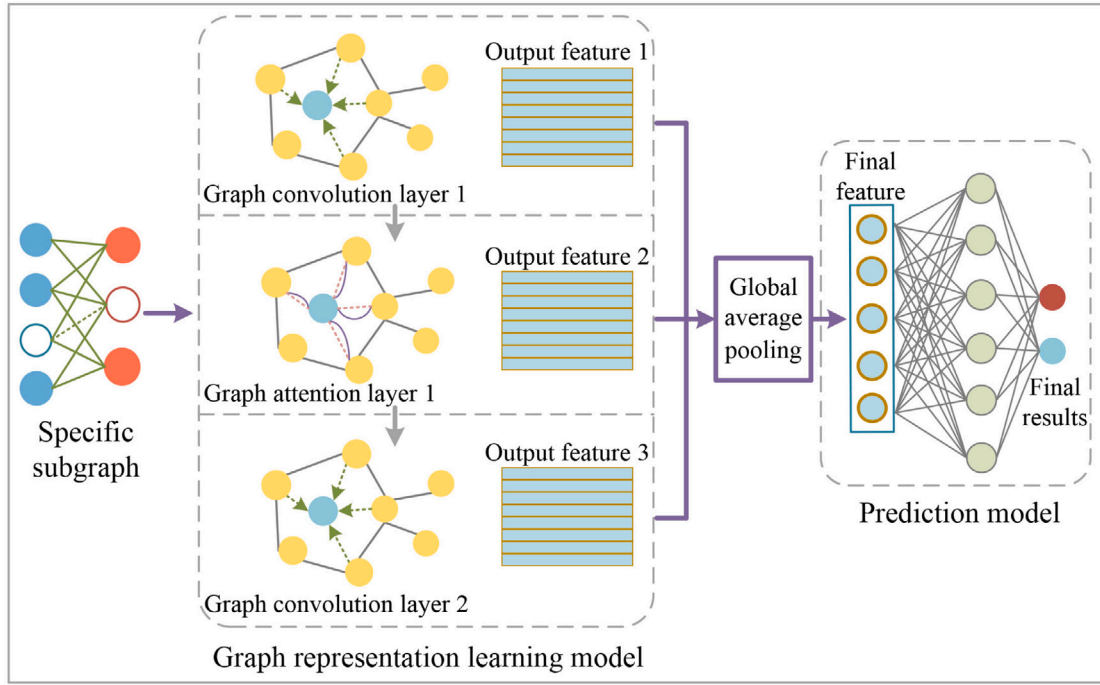 Output feature 1
Graph convolution layer 1
Output feature 2
Graph attention layer 1
Output feature 3
Graph convolution layer 2
Specific
subgraph
Global
average
pooling
Final
feature
Final
results
Prediction model
Graph representation learning model